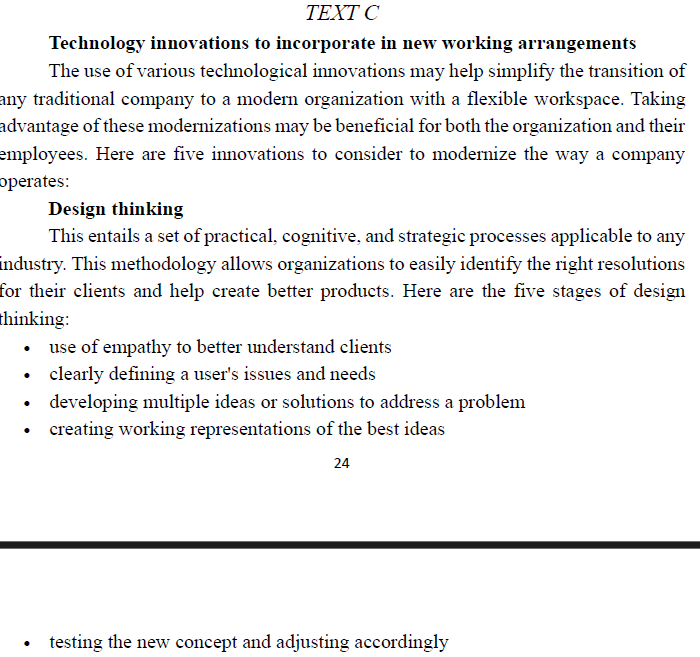 TEXT C
Technology innovations to incorporate in new working arrangements
The use of various technological innovations may help simplify the transition of
any traditional company to a modern organization with a flexible workspace. Taking
advantage of these modernizations may be beneficial for both the organization and their
employees. Here are five innovations to consider to modernize the way a company
operates:
Design thinking
This entails a set of practical, cognitive, and strategic processes applicable to any
industry. This methodology allows organizations to easily identify the right resolutions
for their clients and help create better products. Here are the five stages of design
thinking:
• use of empathy to better understand clients
• clearly defining a user's issues and needs
• developing multiple ideas or solutions to address a problem
• creating working representations of the best ideas
24
• testing the new concept and adjusting accordingly